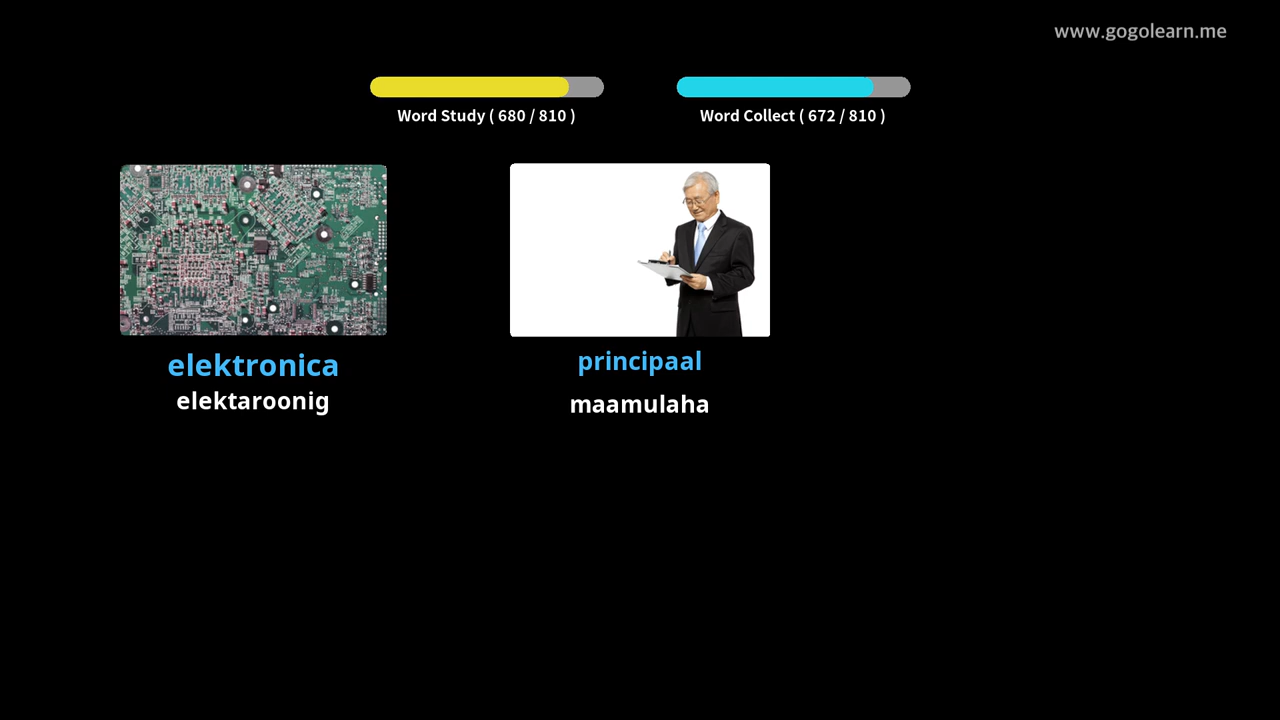 www.gogolearn.me
Word Study ( 680 / 810 )
Word Collect ( 672 / 810 )
elektronica
elektaroonig
principaal
maamulaha